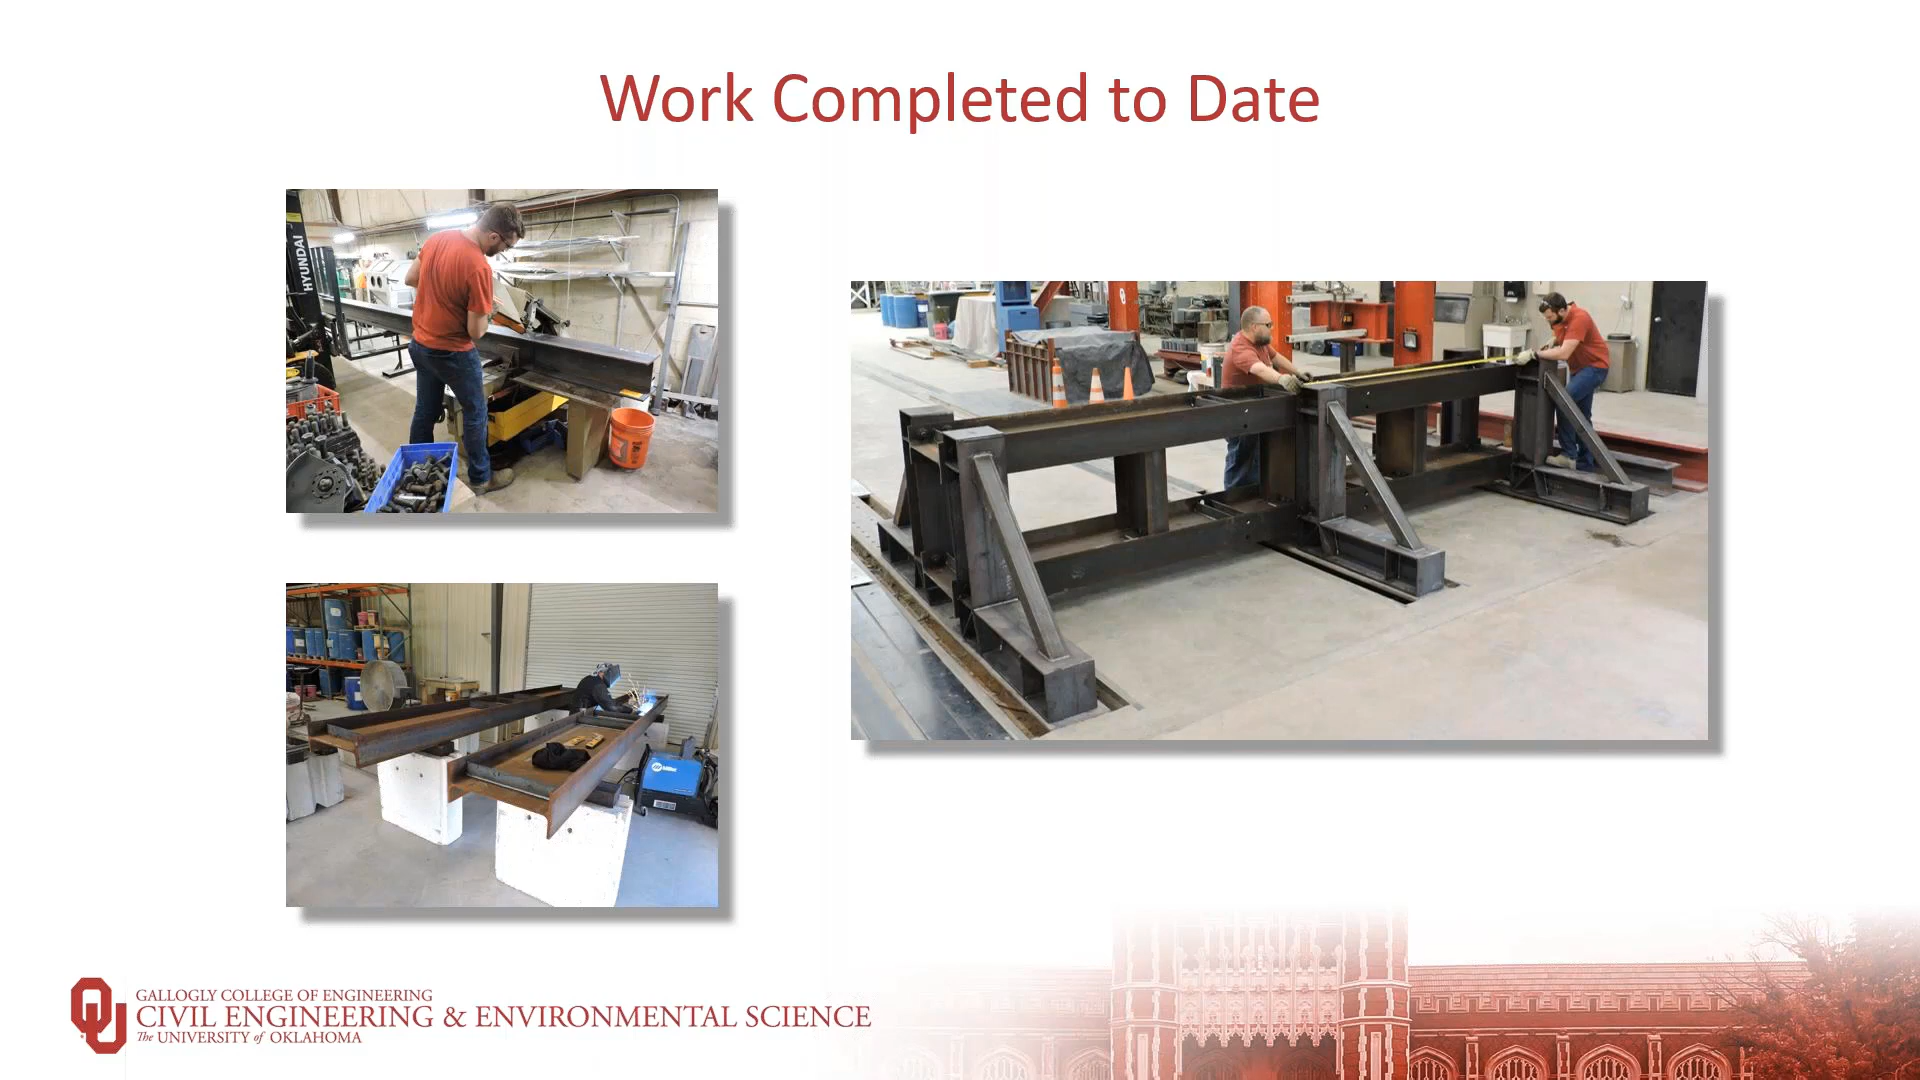 Work Completed to Date
HYUNDAI
GALLOGLY COLLEGE OF ENGINEERING
CIVIL ENGINEERING & ENVIRONMENTAL SCIENCE
The UNIVERSITY of OKLAHOMA